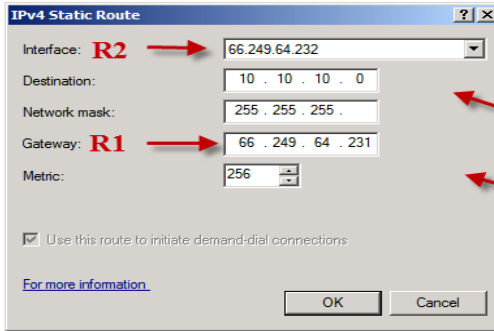 IPv4 Static Route
Interface: R2 66.249.64.232
Destination: 10 . 10 . 10 . 0
Network mask: 255 . 255 . 255 .
Gateway: R1 66 . 249 . 64 . 231
Metric: 256
Use this route to initiate demand-dial connections
For more information
OK Cancel